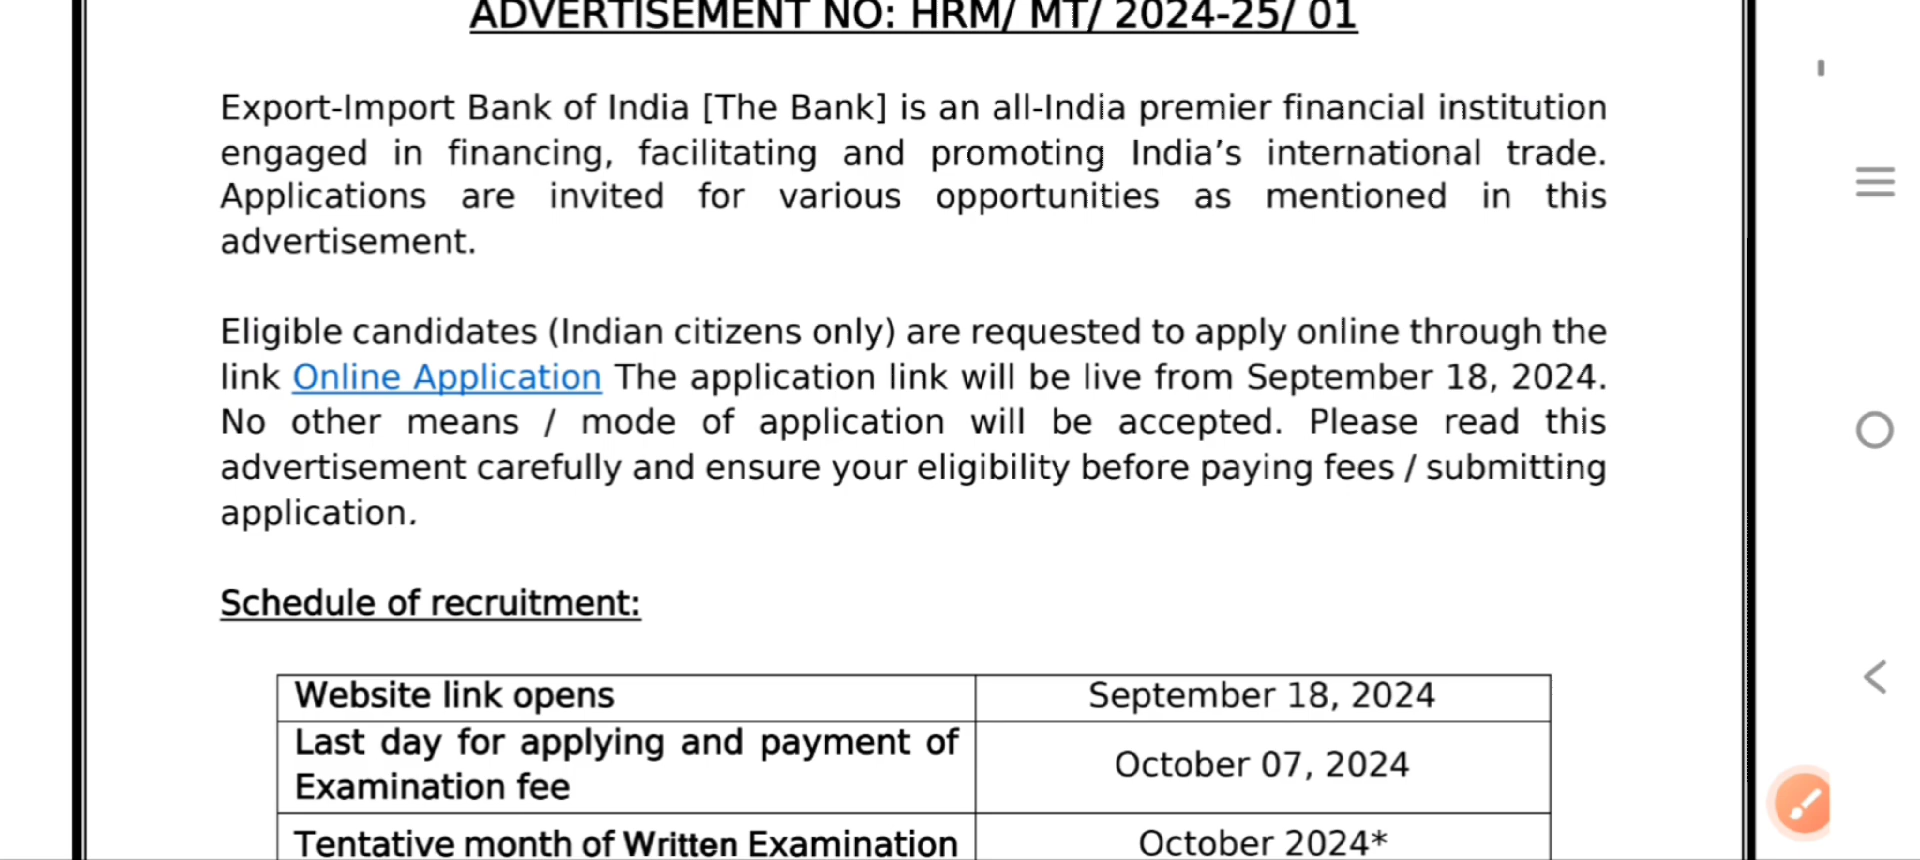 ADVERTISEMENT NO: HRM/ MT/ 2024-25/ 01
Export-Import Bank of India [The Bank] is an all-India premier financial institution
engaged in financing, facilitating and promoting India’s international trade.
Applications are invited for various opportunities as mentioned in this
advertisement.
Eligible candidates (Indian citizens only) are requested to apply online through the
link Online Application The application link will be live from September 18, 2024.
No other means / mode of application will be accepted. Please read this
advertisement carefully and ensure your eligibility before paying fees / submitting
application.
Schedule of recruitment:
Website link opens September 18, 2024
Last day for applying and payment of
Examination fee October 07, 2024
Tentative month of Written Examination October 2024*